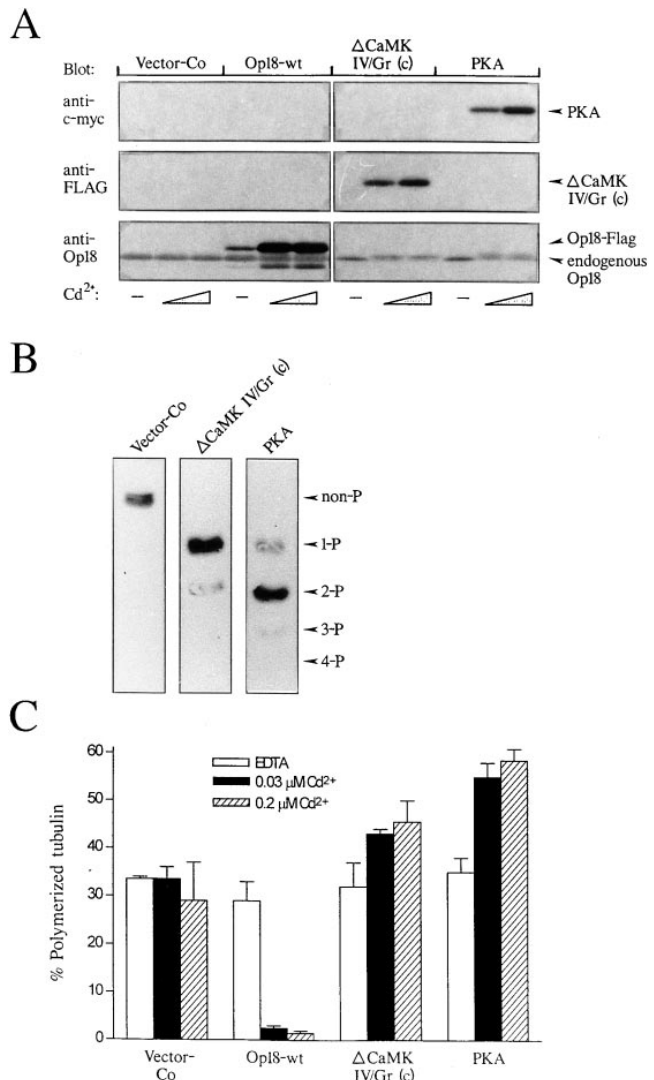 A
Blot:
Vector-Co
Op18-wt
ΔCaMK
IV/Gr (c)
PKA
anti-
c-myc
PKA
anti-
FLAG
ΔCaMK
IV/Gr (c)
anti-
Op18
Op18-Flag
endogenous
Op18
Cd²⁺:
–
–
–
–
B
Vector-Co
ΔCaMK IV/Gr (c)
PKA
non-P
1-P
2-P
3-P
4-P
C
% Polymerized tubulin
60
50
40
30
20
10
0
EDTA
0.03 µM Cd²⁺
0.2 µM Cd²⁺
Vector-
Co
Op18-wt
ΔCaMK
IV/Gr (c)
PKA